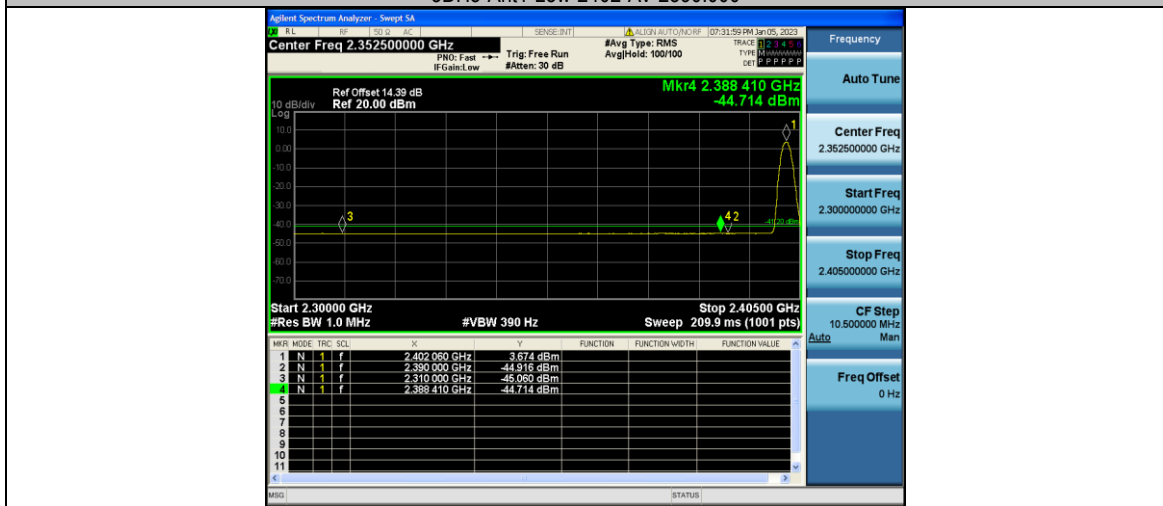 Agilent Spectrum Analyzer - Swept SA
RL RF 50 Ω AC SENSE:INT ALIGN AUTO/NO RF 07:31:59 PM Jan 05, 2023
Center Freq 2.352500000 GHz
PNO: Fast
IFGain:Low
Trig: Free Run
#Atten: 30 dB
#Avg Type: RMS
Avg|Hold: 100/100
TRACE 1 2 3 4 5 6
TYPE
DET P P P P P P
Frequency
Mkr4 2.388 410 GHz
-44.714 dBm
Ref Offset 14.39 dB
10 dB/div Ref 20.00 dBm
Log
10.0
0.00
-10.0
-20.0
-30.0
-40.0
-50.0
-60.0
-70.0
1
3
4 2
-41.20 dBm
Start 2.30000 GHz Stop 2.40500 GHz
#Res BW 1.0 MHz #VBW 390 Hz Sweep 209.9 ms (1001 pts)
MKR MODE TRC SCL X Y FUNCTION FUNCTION WIDTH FUNCTION VALUE
1 N 1 f 2.402 060 GHz 3.674 dBm
2 N 1 f 2.390 000 GHz -44.916 dBm
3 N 1 f 2.310 000 GHz -45.060 dBm
4 N 1 f 2.388 410 GHz -44.714 dBm
5
6
7
8
9
10
11
MSG STATUS
Auto Tune
Center Freq
2.352500000 GHz
Start Freq
2.300000000 GHz
Stop Freq
2.405000000 GHz
CF Step
10.500000 MHz
Auto Man
Freq Offset
0 Hz